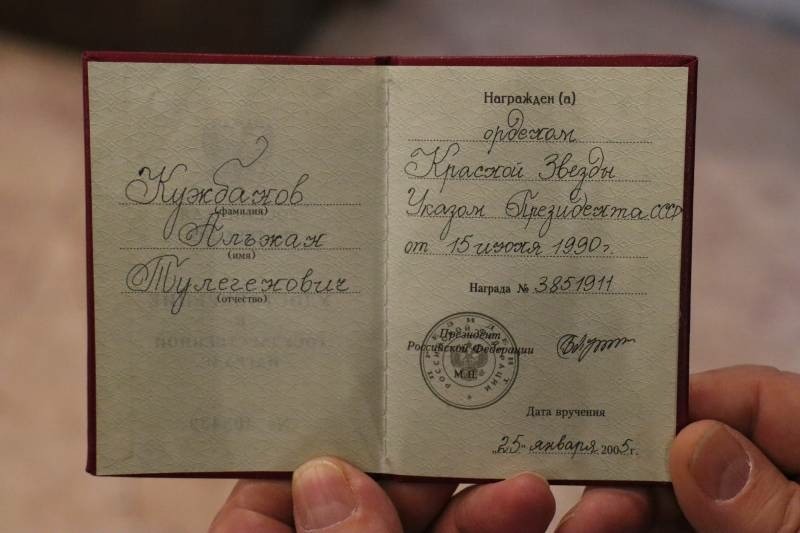 Кужбанов
(фамилия)
Альжан
(имя)
Тулегенович
(отчество)
Награжден (а)
орденом
Красной Звезды
Указом Президента СССР
от 15 июня 1990 г.
Награда № 3851911
Президент
Российской Федерации
М.П.
Дата вручения
„25“ января 2005 г.